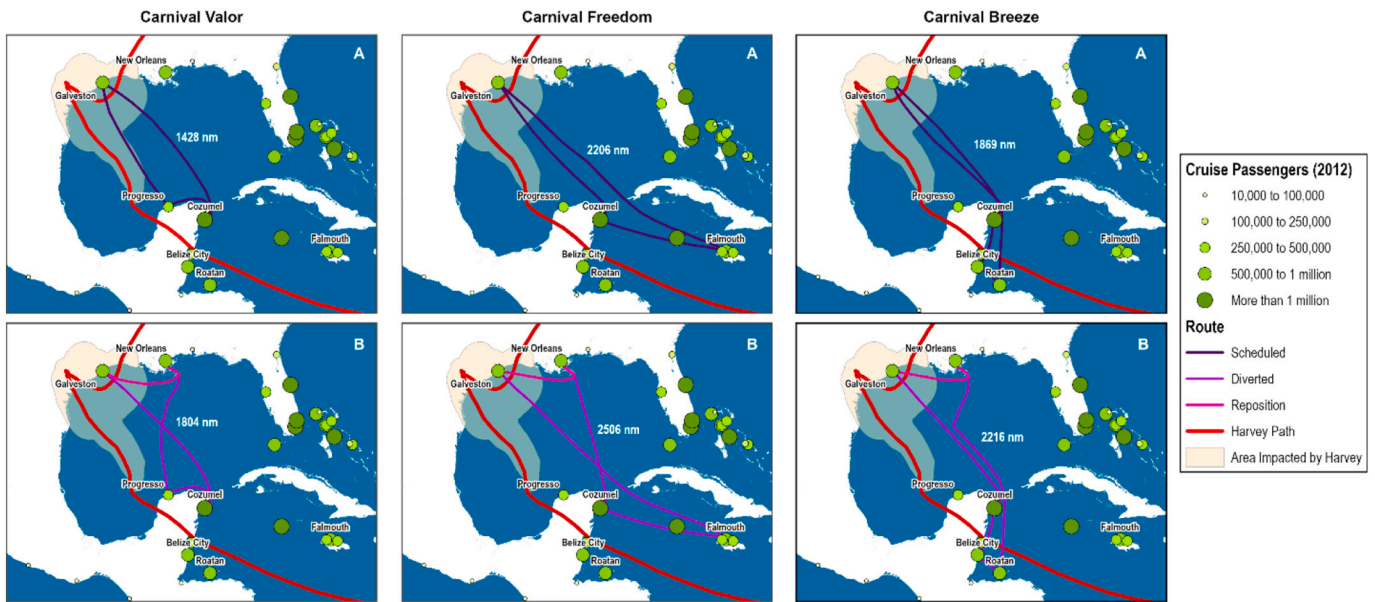 Carnival Valor
Carnival Freedom
Carnival Breeze
A
New Orleans
Galveston
1428 nm
Progresso
Cozumel
Falmouth
Belize City
Roatan
A
New Orleans
Galveston
2206 nm
Progresso
Cozumel
Falmouth
Belize City
Roatan
A
New Orleans
Galveston
1869 nm
Progresso
Cozumel
Falmouth
Belize City
Roatan
B
New Orleans
Galveston
1804 nm
Progresso
Cozumel
Falmouth
Belize City
Roatan
B
New Orleans
Galveston
2506 nm
Progresso
Cozumel
Falmouth
Belize City
Roatan
B
New Orleans
Galveston
2216 nm
Progresso
Cozumel
Falmouth
Belize City
Roatan
Cruise Passengers (2012)
10,000 to 100,000
100,000 to 250,000
250,000 to 500,000
500,000 to 1 million
More than 1 million
Route
Scheduled
Diverted
Reposition
Harvey Path
Area Impacted by Harvey